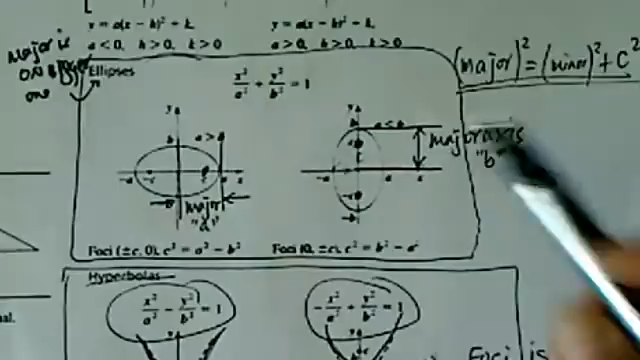 y = a(x − h)² + k, y = a(x − h)² + k,
a < 0, h > 0, k > 0 a > 0, h > 0, k > 0
major is
on bigger
one
Ellipses
x²/a² + y²/b² = 1
(major)² = (minor)² + C²
y y
a > b a < b
b
c
−a −c c a x −a a x
−c
−b −b
major
"a"
major axis
"b"
Foci (±c, 0), c² = a² − b² Foci (0, ±c), c² = b² − a²
Hyperbolas
x²/a² − y²/b² = 1 −x²/a² + y²/b² = 1
y y
Foci is